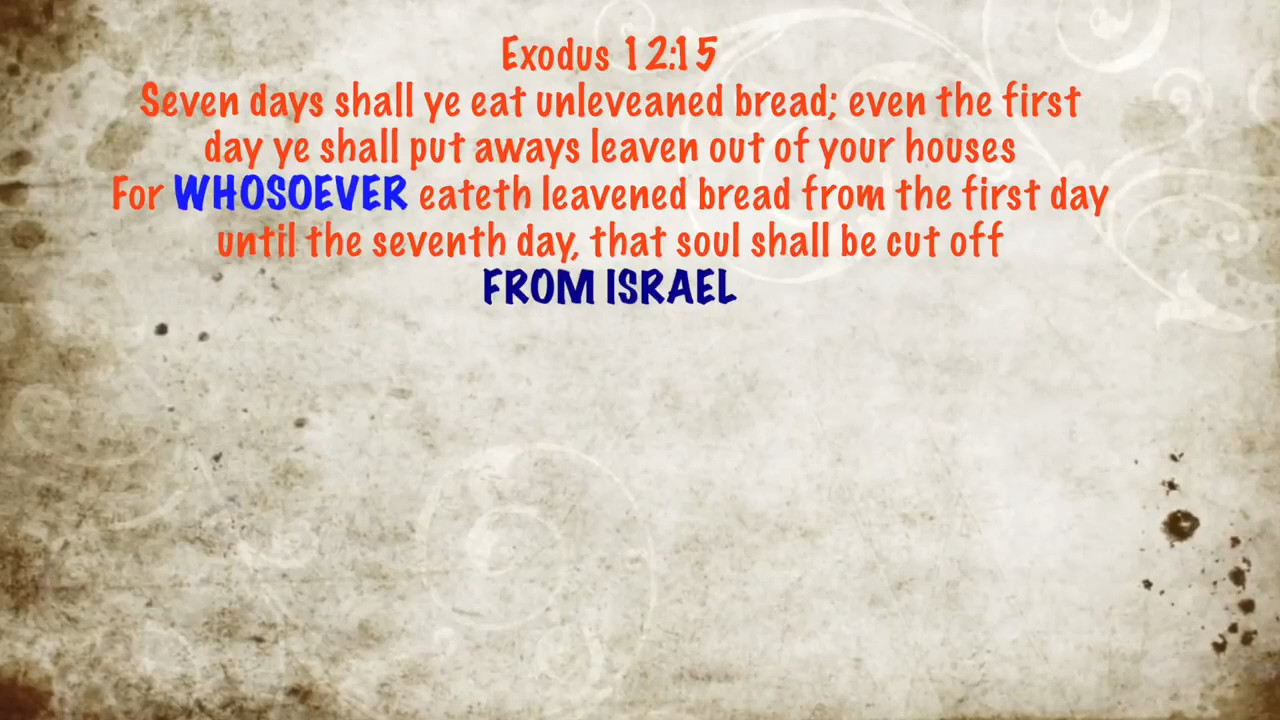 Exodus 12:15
Seven days shall ye eat unleveaned bread; even the first
day ye shall put aways leaven out of your houses
For WHOSOEVER eateth leavened bread from the first day
until the seventh day, that soul shall be cut off
FROM ISRAEL